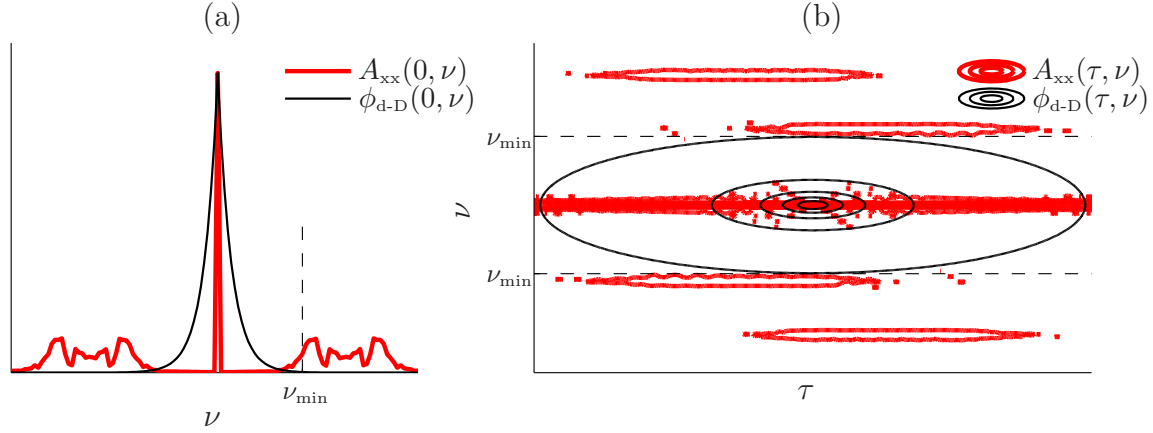 (a)
A_xx(0, ν)
ϕ_d-D(0, ν)
ν_min
ν
(b)
A_xx(τ, ν)
ϕ_d-D(τ, ν)
ν_min
ν
ν_min
τ